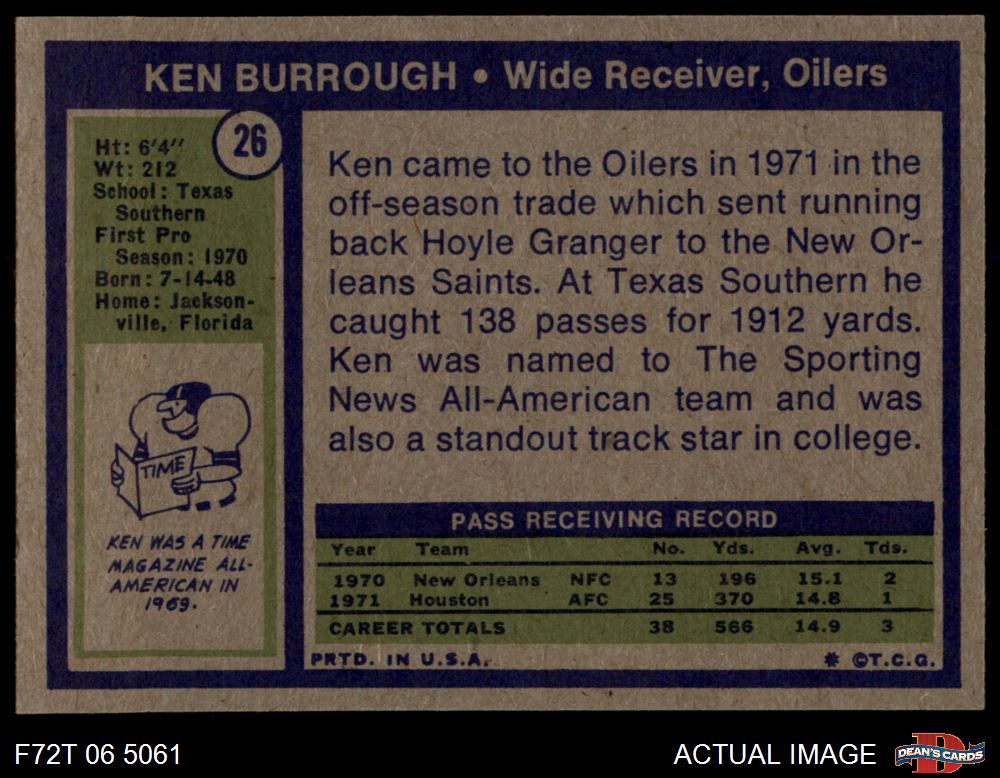 KEN BURROUGH • Wide Receiver, Oilers
26
Ht: 6'4''
Wt: 212
School: Texas
Southern
First Pro
Season: 1970
Born: 7-14-48
Home: Jackson-
ville, Florida
TIME
KEN WAS A TIME
MAGAZINE ALL-
AMERICAN IN
1969.
Ken came to the Oilers in 1971 in the
off-season trade which sent running
back Hoyle Granger to the New Or-
leans Saints. At Texas Southern he
caught 138 passes for 1912 yards.
Ken was named to The Sporting
News All-American team and was
also a standout track star in college.
PASS RECEIVING RECORD
Year Team No. Yds. Avg. Tds.
1970 New Orleans NFC 13 196 15.1 2
1971 Houston AFC 25 370 14.8 1
CAREER TOTALS 38 566 14.9 3
PRTD. IN U.S.A. * ©T.C.G.
F72T 06 5061 ACTUAL IMAGE
D
DEAN'S CARDS